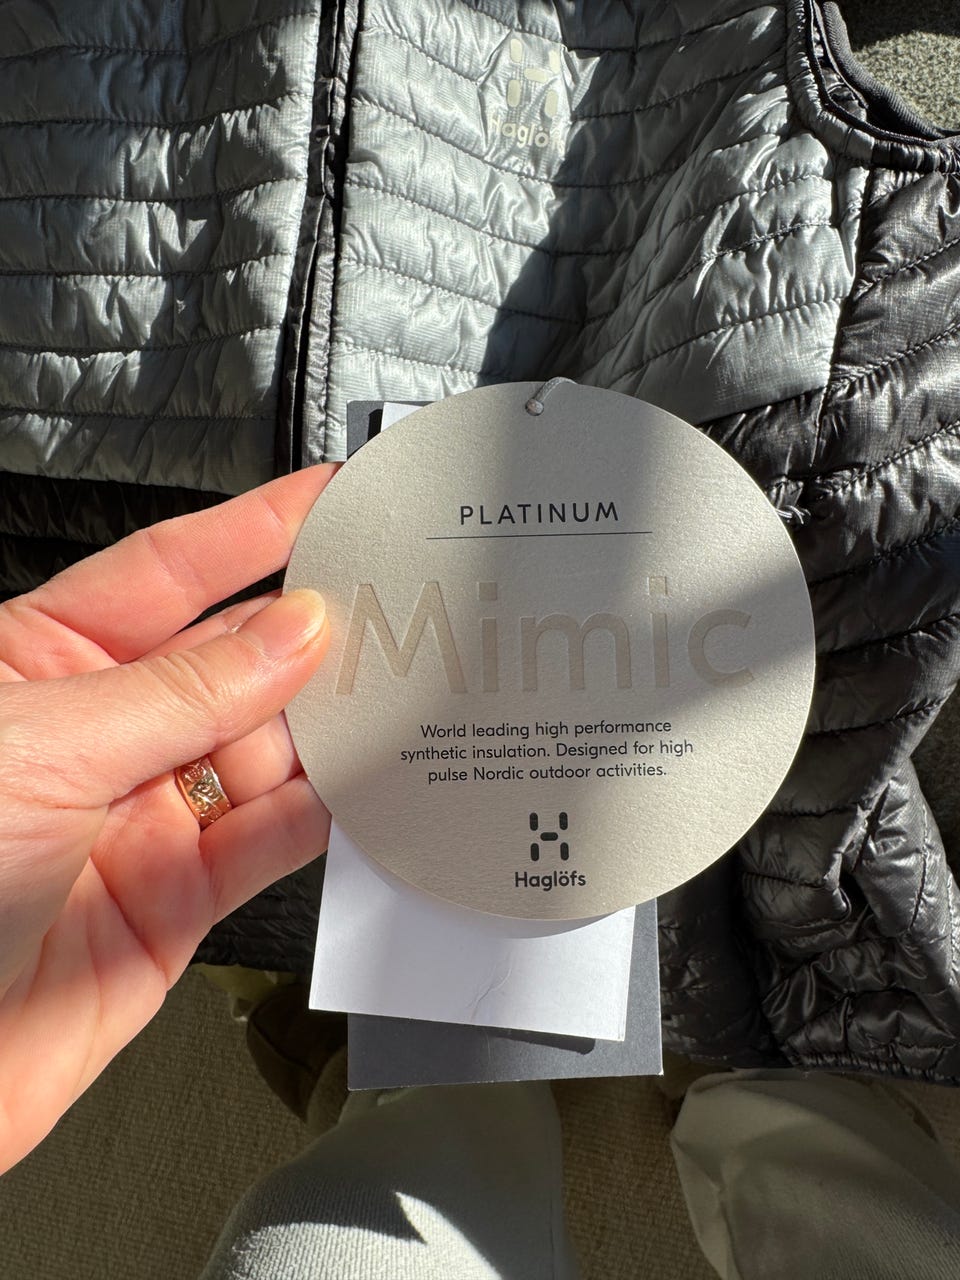 Haglöfs
PLATINUM
Mimic
World leading high performance
synthetic insulation. Designed for high
pulse Nordic outdoor activities.
Haglöfs